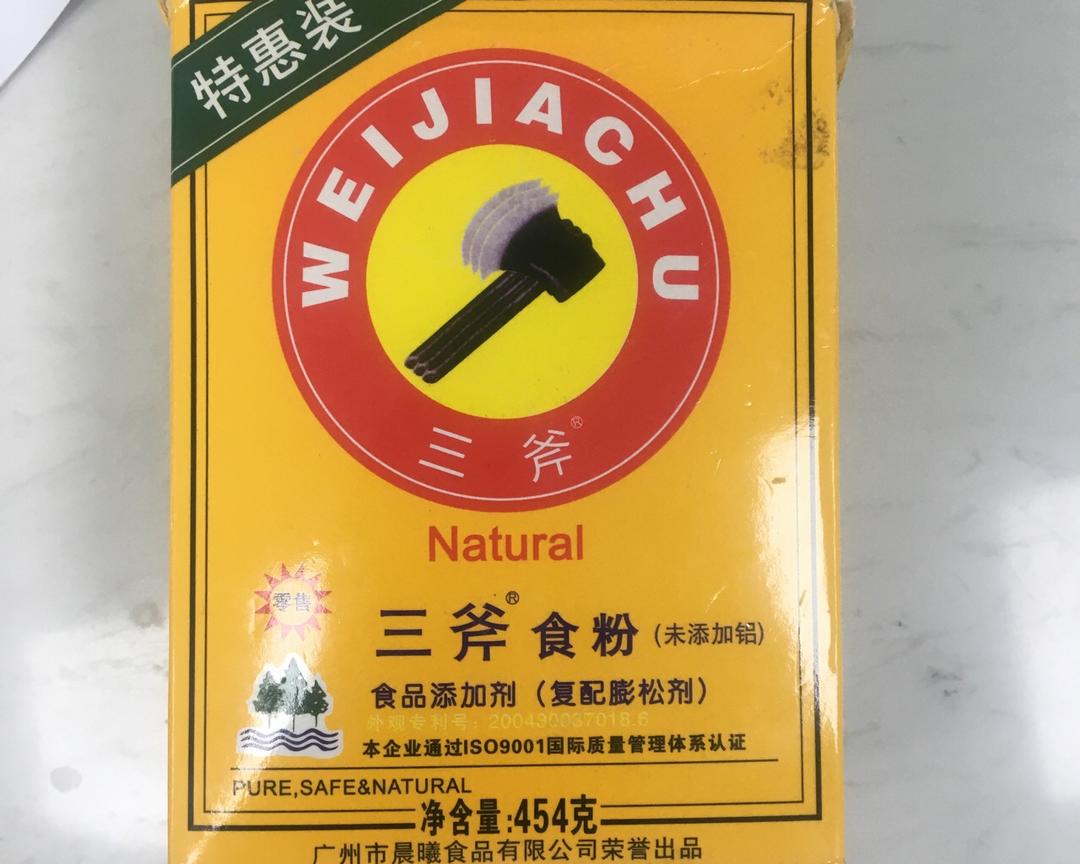 特惠装
WEIJIACHU
三斧®
Natural
零售
三斧®食粉(未添加铝)
食品添加剂（复配膨松剂）
外观专利号：200430037018.6
本企业通过ISO9001国际质量管理体系认证
PURE,SAFE&NATURAL
净含量:454克
广州市晨曦食品有限公司荣誉出品